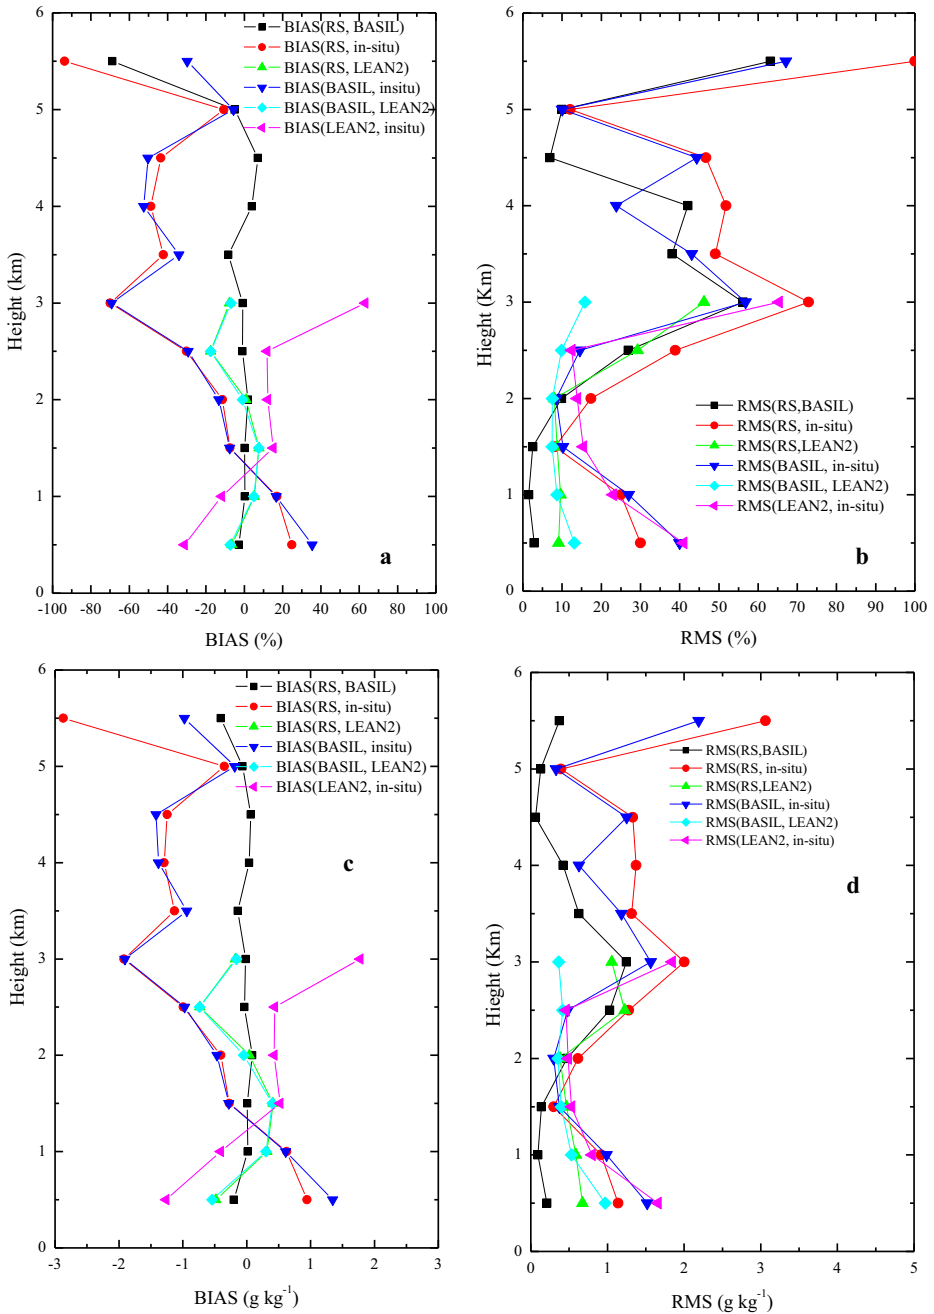 6
5
4
3
2
1
0
Height (km)
-100
-80
-60
-40
-20
0
20
40
60
80
100
BIAS (%)
BIAS(RS, BASIL)
BIAS(RS, in-situ)
BIAS(RS, LEAN2)
BIAS(BASIL, insitu)
BIAS(BASIL, LEAN2)
BIAS(LEAN2, insitu)
a
6
5
4
3
2
1
0
Hieght (Km)
0
10
20
30
40
50
60
70
80
90
100
RMS (%)
RMS(RS,BASIL)
RMS(RS, in-situ)
RMS(RS,LEAN2)
RMS(BASIL, in-situ)
RMS(BASIL, LEAN2)
RMS(LEAN2, in-situ)
b
6
5
4
3
2
1
0
Height (km)
-3
-2
-1
0
1
2
3
BIAS (g kg-1)
BIAS(RS, BASIL)
BIAS(RS, in-situ)
BIAS(RS, LEAN2)
BIAS(BASIL, insitu)
BIAS(BASIL, LEAN2)
BIAS(LEAN2, in-situ)
c
6
5
4
3
2
1
0
Hieght (Km)
0
1
2
3
4
5
RMS (g kg-1)
RMS(RS,BASIL)
RMS(RS, in-situ)
RMS(RS,LEAN2)
RMS(BASIL, in-situ)
RMS(BASIL, LEAN2)
RMS(LEAN2, in-situ)
d